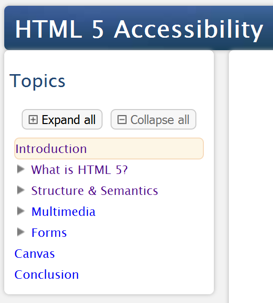 HTML 5 Accessibility
Topics
Expand all Collapse all
Introduction
What is HTML 5?
Structure & Semantics
Multimedia
Forms
Canvas
Conclusion